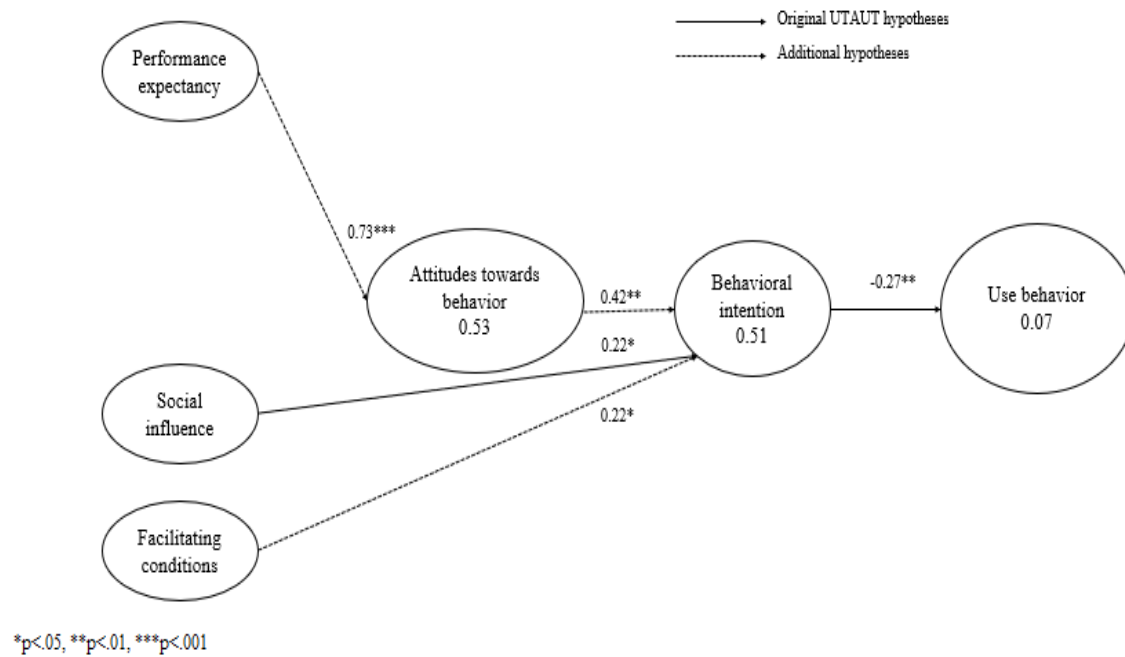 Original UTAUT hypotheses
Additional hypotheses
Performance
expectancy
0.73***
Attitudes towards
behavior
0.53
0.42**
Behavioral
intention
0.51
-0.27**
Use behavior
0.07
0.22*
Social
influence
0.22*
Facilitating
conditions
*p<.05, **p<.01, ***p<.001